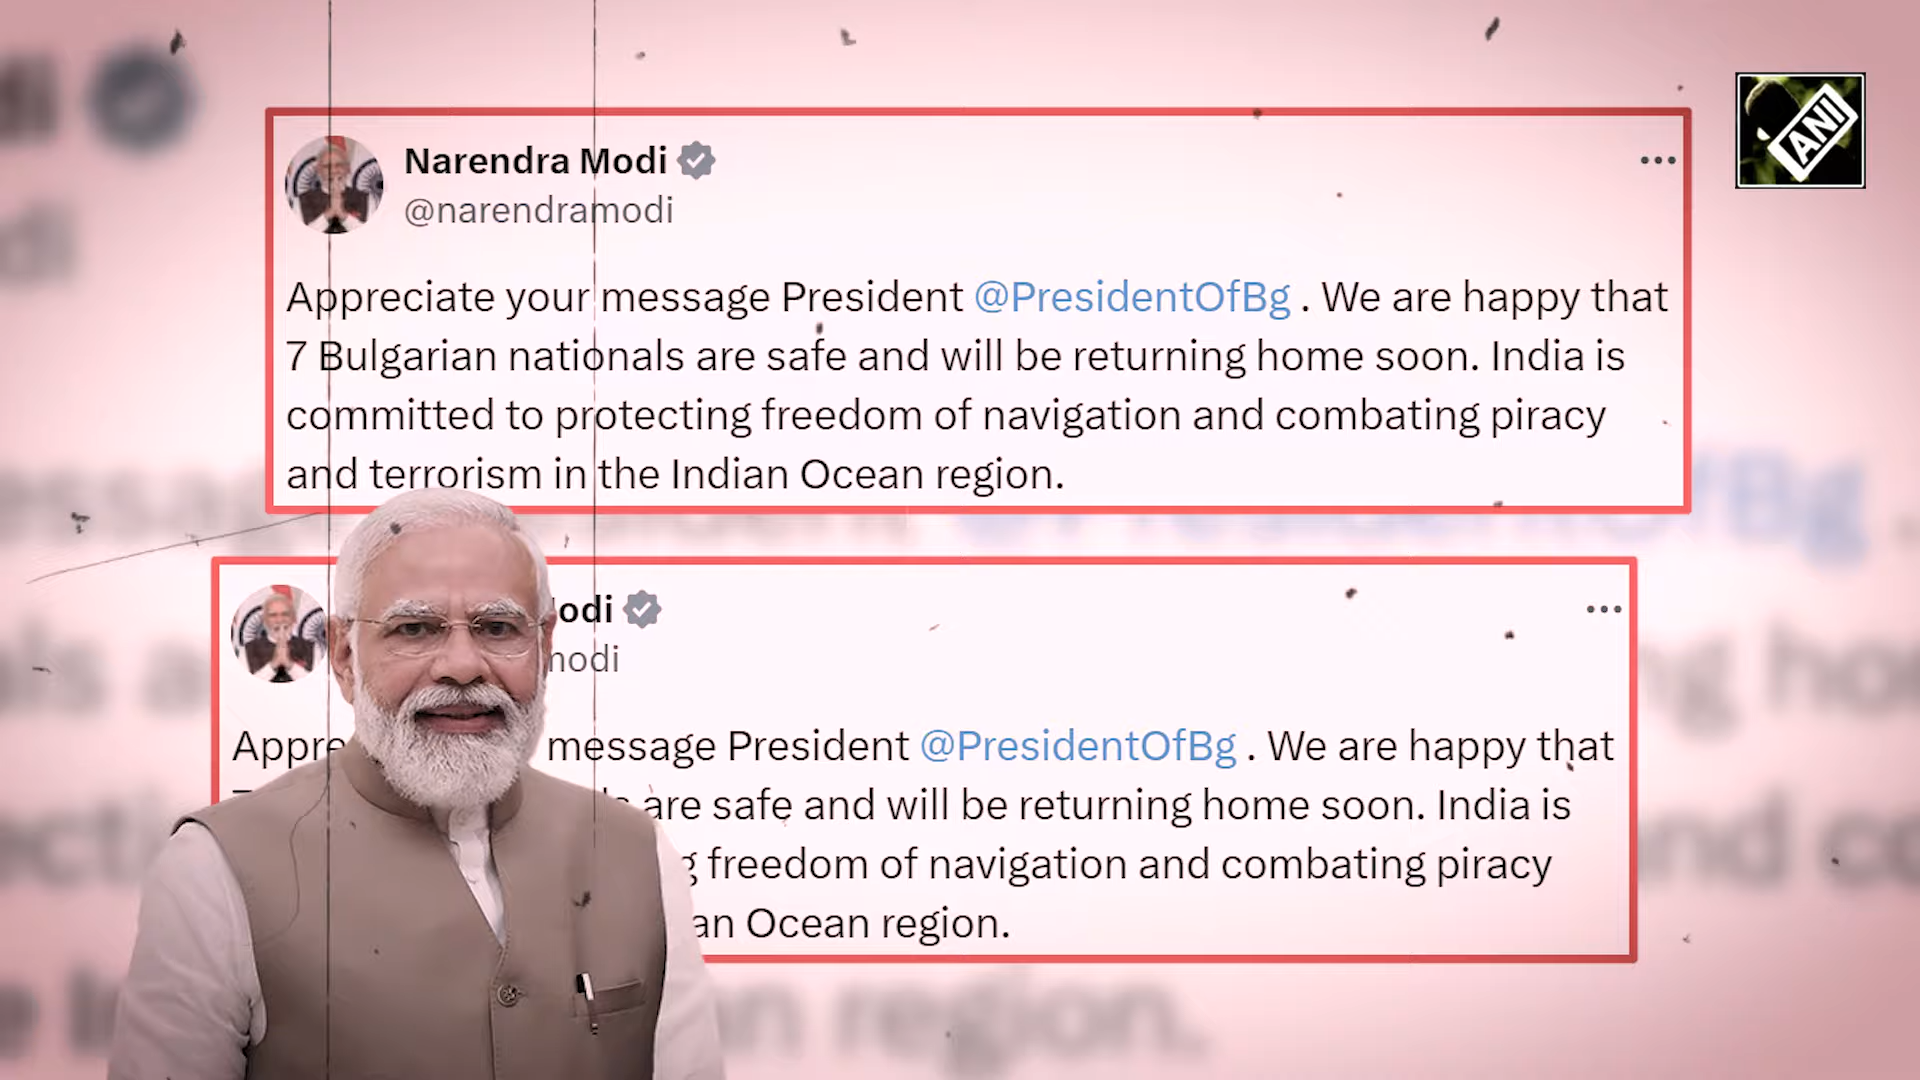 ANI
Narendra Modi
@narendramodi
Appreciate your message President @PresidentOfBg . We are happy that
7 Bulgarian nationals are safe and will be returning home soon. India is
committed to protecting freedom of navigation and combating piracy
and terrorism in the Indian Ocean region.
odi
modi
Appre message President @PresidentOfBg . We are happy that
are safe and will be returning home soon. India is
g freedom of navigation and combating piracy
an Ocean region.